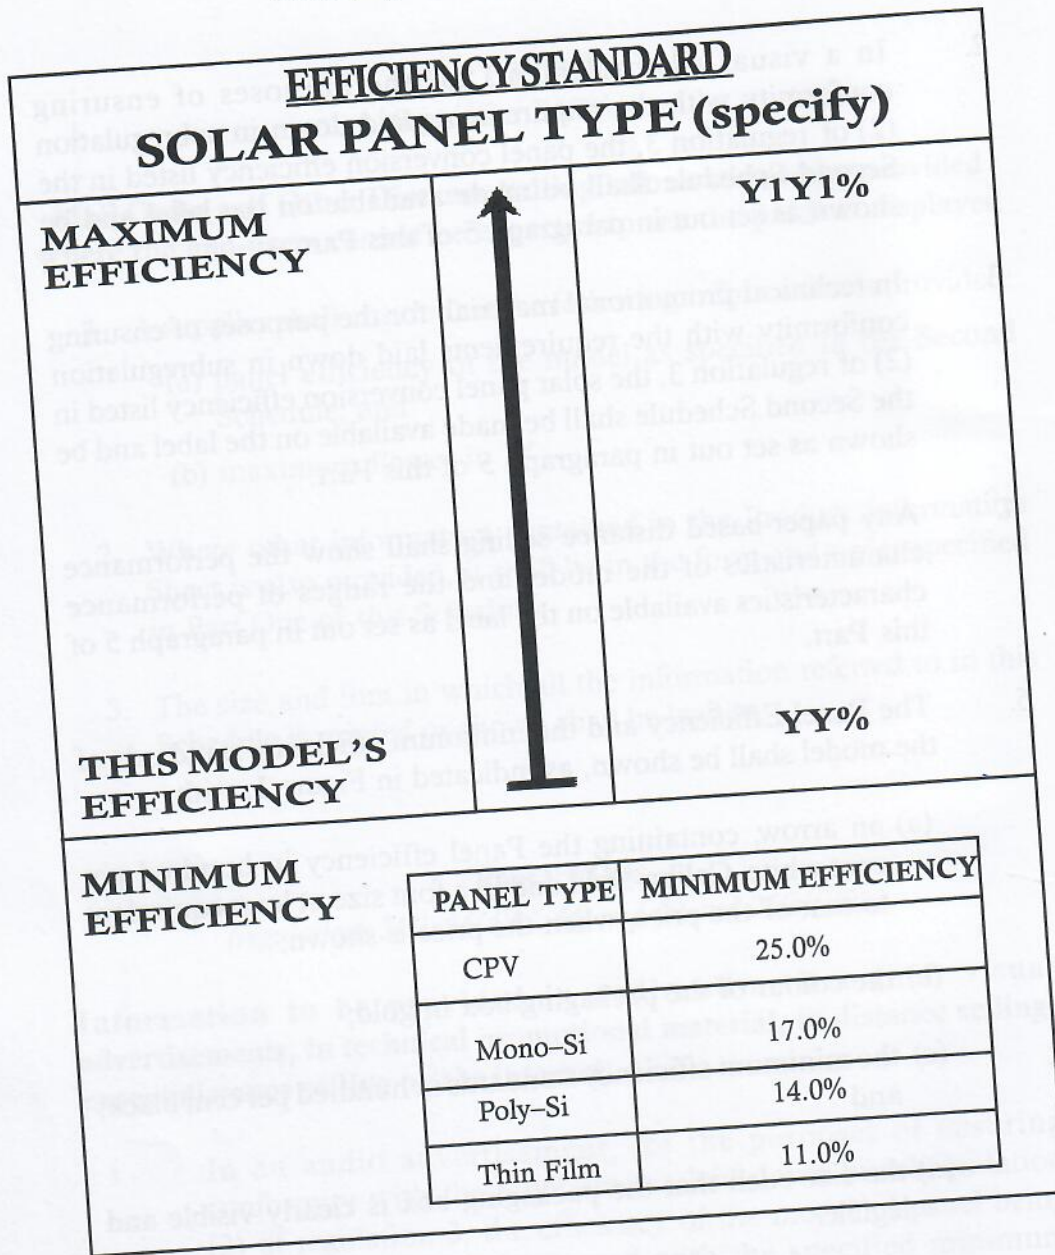 EFFICIENCY STANDARD
SOLAR PANEL TYPE (specify)
MAXIMUM
EFFICIENCY
Y1Y1%
THIS MODEL'S
EFFICIENCY
YY%
MINIMUM
EFFICIENCY
PANEL TYPE MINIMUM EFFICIENCY
CPV 25.0%
Mono–Si 17.0%
Poly–Si 14.0%
Thin Film 11.0%